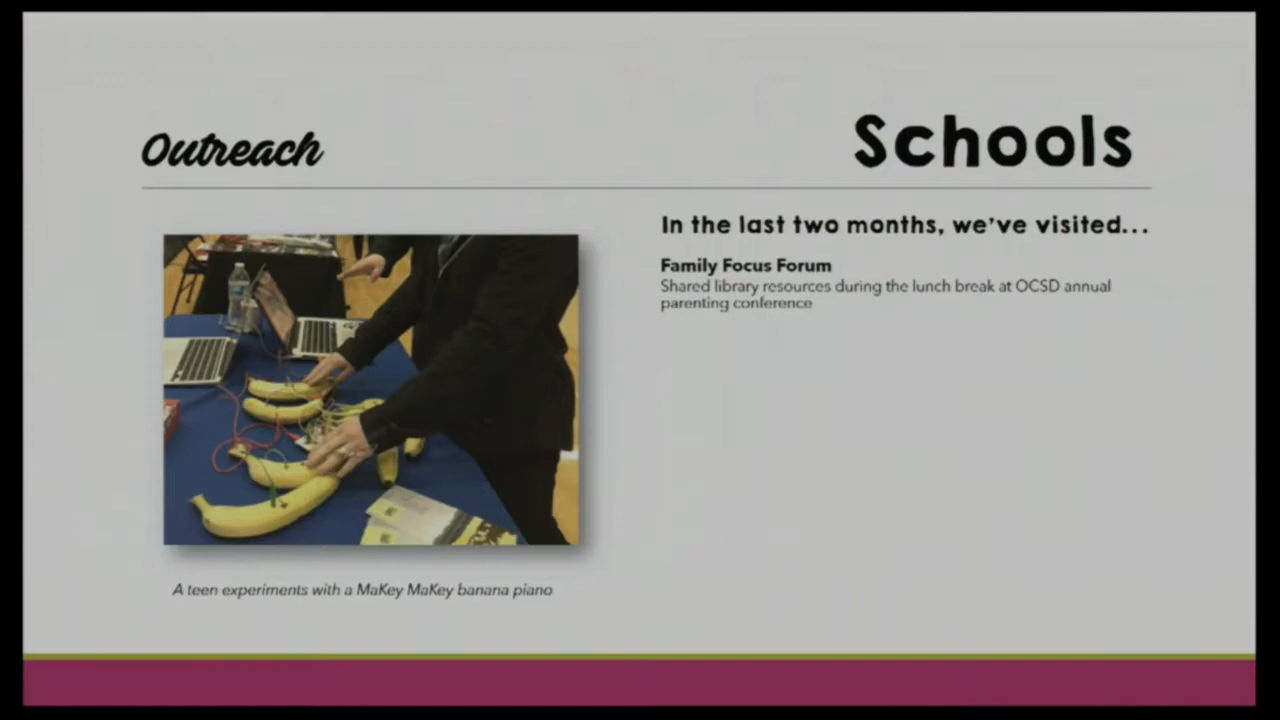 Outreach
Schools
In the last two months, we've visited...
Family Focus Forum
Shared library resources during the lunch break at OCSD annual
parenting conference
A teen experiments with a MaKey MaKey banana piano